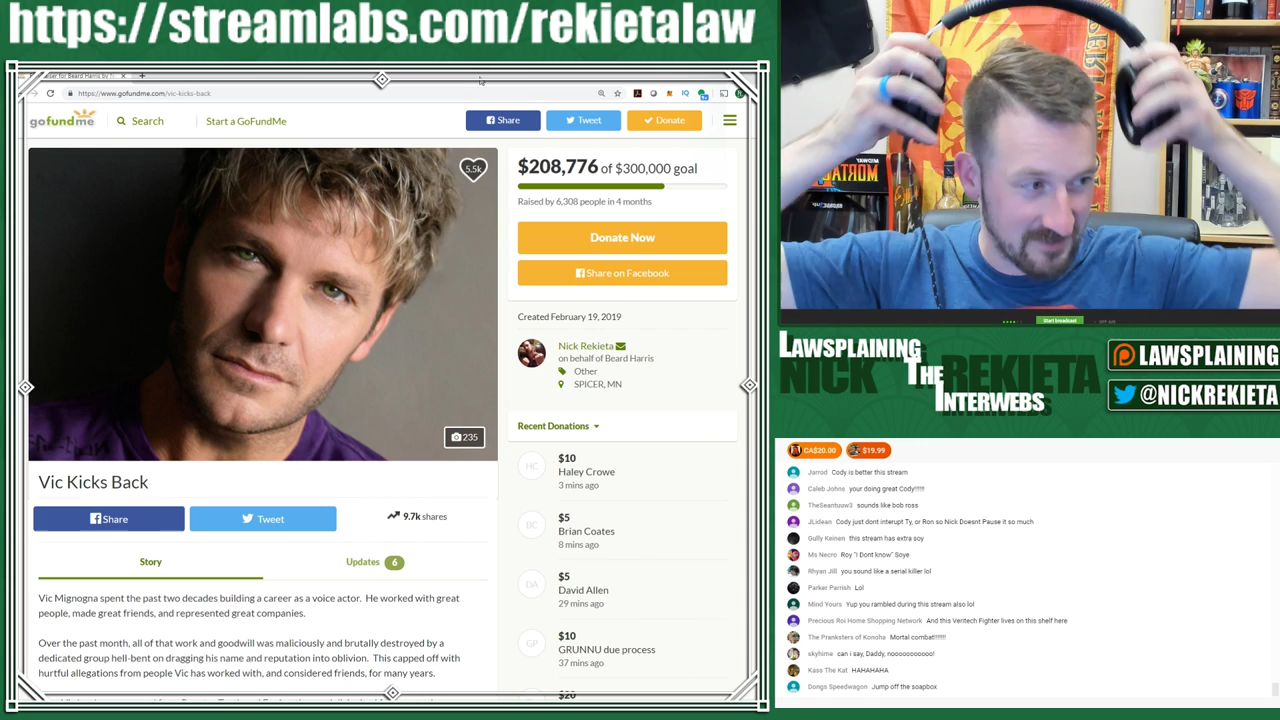 https://streamlabs.com/rekietalaw
https://www.gofundme.com/vic-kicks-back
gofundme
Search
Start a GoFundMe
Share
Tweet
Donate
5.5k
235
$208,776 of $300,000 goal
Raised by 6,308 people in 4 months
Donate Now
Share on Facebook
Created February 19, 2019
Nick Rekieta
on behalf of Beard Harris
Other
SPICER, MN
Recent Donations
HC
$10
Haley Crowe
3 mins ago
BC
$5
Brian Coates
8 mins ago
DA
$5
David Allen
29 mins ago
GP
$10
GRUNNU due process
37 mins ago
$20
Vic Kicks Back
Share
Tweet
9.7k shares
Story
Updates 6
Vic Mignogna spent the past two decades building a career as a voice actor. He worked with great
people, made great friends, and represented great companies.
Over the past month, all of that work and goodwill was maliciously and brutally destroyed by a
dedicated group hell-bent on dragging his name and reputation into oblivion. This capped off with
hurtful allegations from people Vic has worked with, and considered friends, for many years.
Start broadcast
OFF AIR
NICK REKIETA
LAWSPLAINING
THE
INTERWEBS
LAWSPLAINING
@NICKREKIETA
CA$20.00
$19.99
Jarrod Cody is better this stream
Caleb Johns your doing great Cody!!!!!!
TheSeantuuw3 sounds like bob ross
JLidean Cody just dont interupt Ty, or Ron so Nick Doesnt Pause it so much
Gully Keinen this stream has extra soy
Ms Necro Roy "I Dont know" Soye
Rhyan Jill you sound like a serial killer lol
Parker Parrish Lol
Mind Yours Yup you rambled during this stream also lol
Precious Roi Home Shopping Network And this Veritech Fighter lives on this shelf here
The Pranksters of Konoha Mortal combat!!!!!!!
skyhime can i say, Daddy, nooooooooooo!
Kass The Kat HAHAHAHA
Dongs Speedwagon Jump off the soapbox